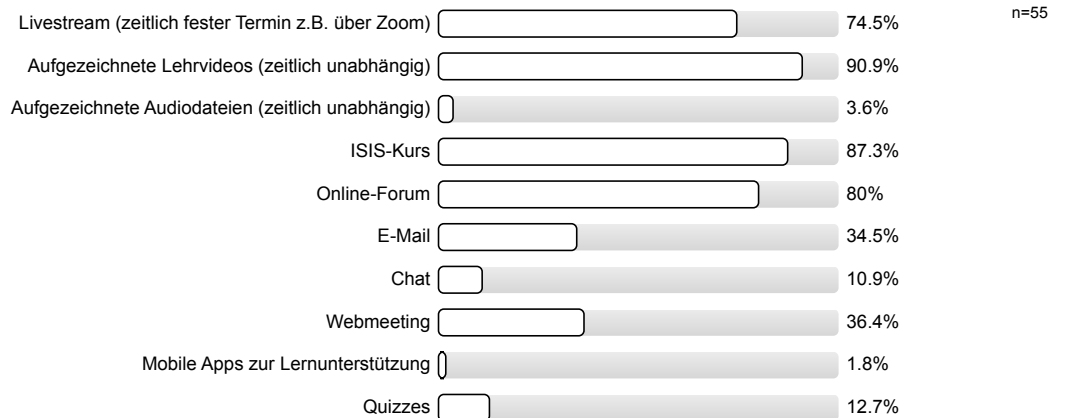 Livestream (zeitlich fester Termin z.B. über Zoom) 74.5% n=55
Aufgezeichnete Lehrvideos (zeitlich unabhängig) 90.9%
Aufgezeichnete Audiodateien (zeitlich unabhängig) 3.6%
ISIS-Kurs 87.3%
Online-Forum 80%
E-Mail 34.5%
Chat 10.9%
Webmeeting 36.4%
Mobile Apps zur Lernunterstützung 1.8%
Quizzes 12.7%